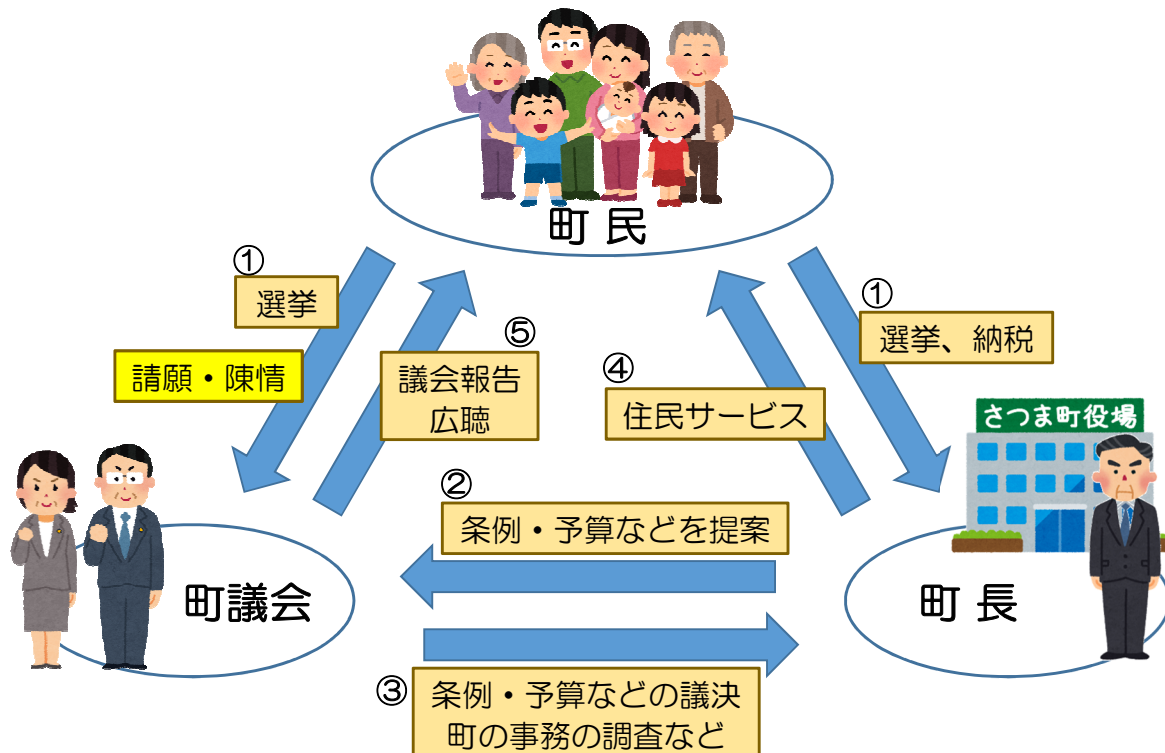 町 民
①
選挙
①
選挙、納税
請願・陳情
⑤
議会報告
広聴
④
住民サービス
さつま町役場
②
条例・予算などを提案
町議会
町 長
③
条例・予算などの議決
町の事務の調査など